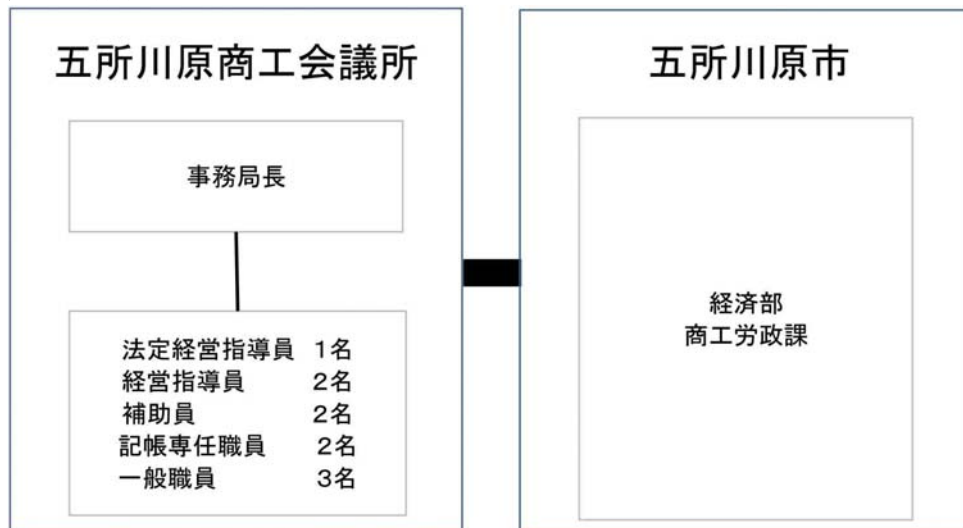 五所川原商工会議所
事務局長
法定経営指導員　1名
経営指導員　2名
補助員　2名
記帳専任職員　2名
一般職員　3名
五所川原市
経済部
商工労政課